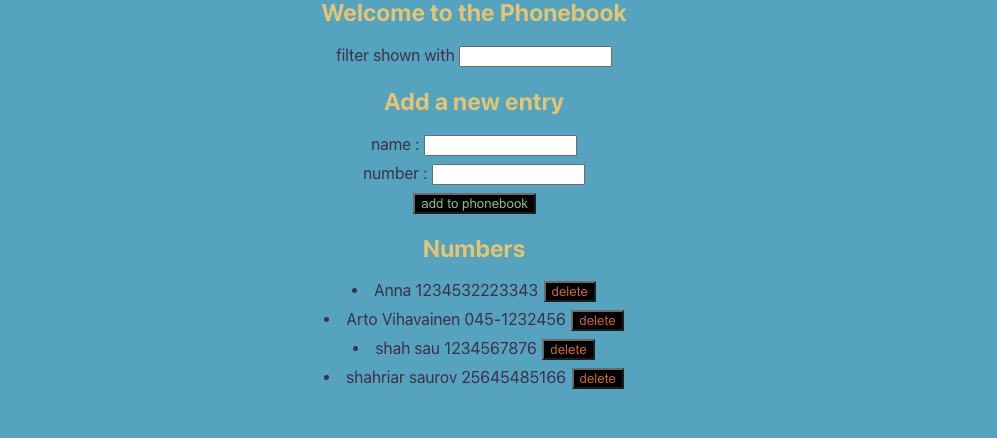 Welcome to the Phonebook
filter shown with
Add a new entry
name :
number :
add to phonebook
Numbers
• Anna 1234532223343 delete
• Arto Vihavainen 045-1232456 delete
• shah sau 1234567876 delete
• shahriar saurov 25645485166 delete